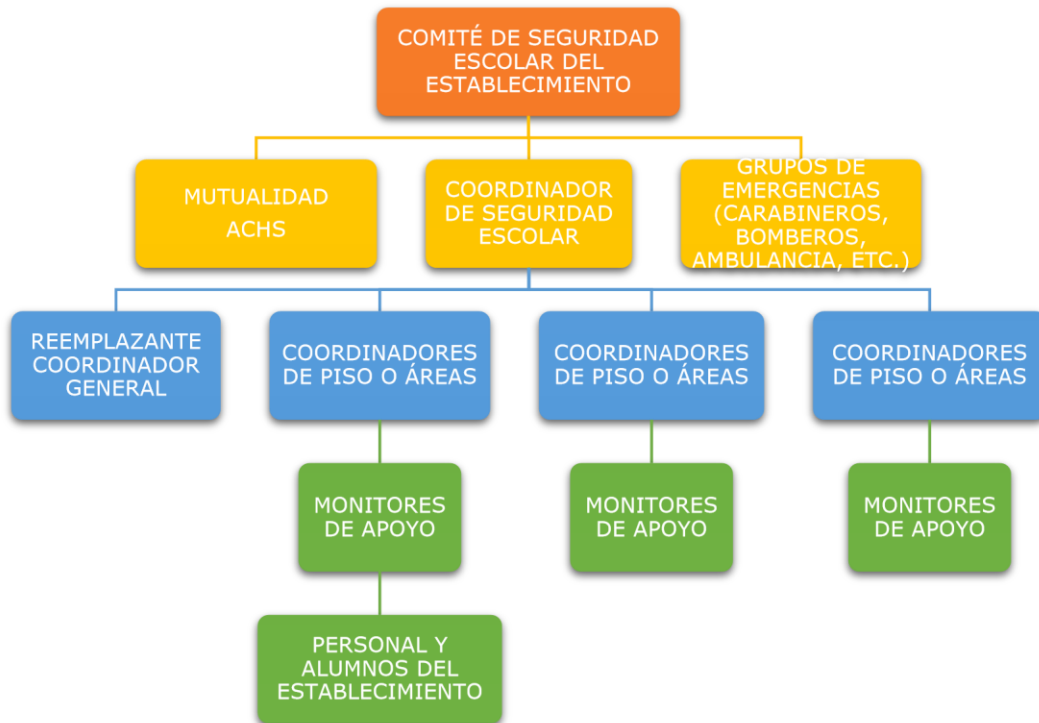 COMITÉ DE SEGURIDAD
ESCOLAR DEL
ESTABLECIMIENTO
MUTUALIDAD
ACHS
COORDINADOR
DE SEGURIDAD
ESCOLAR
GRUPOS DE
EMERGENCIAS
(CARABINEROS,
BOMBEROS,
AMBULANCIA, ETC.)
REEMPLAZANTE
COORDINADOR
GENERAL
COORDINADORES
DE PISO O ÁREAS
COORDINADORES
DE PISO O ÁREAS
COORDINADORES
DE PISO O ÁREAS
MONITORES
DE APOYO
MONITORES
DE APOYO
MONITORES
DE APOYO
PERSONAL Y
ALUMNOS DEL
ESTABLECIMIENTO